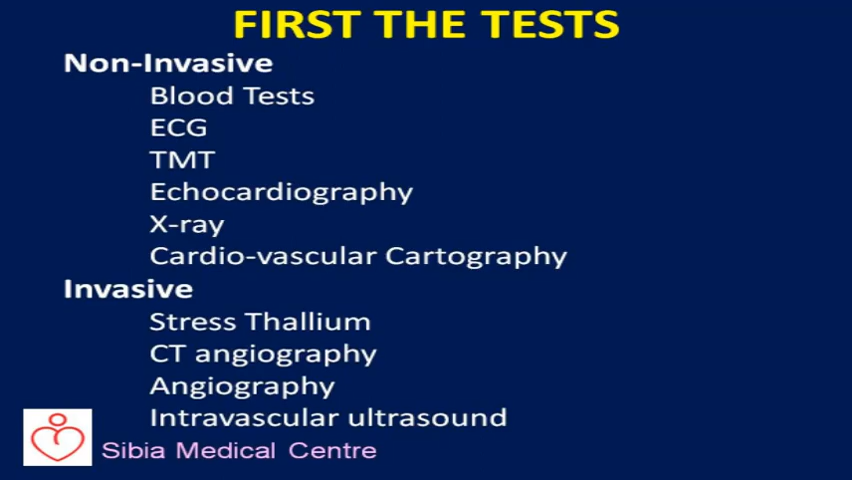 FIRST THE TESTS
Non-Invasive
Blood Tests
ECG
TMT
Echocardiography
X-ray
Cardio-vascular Cartography
Invasive
Stress Thallium
CT angiography
Angiography
Intravascular ultrasound
Sibia Medical Centre